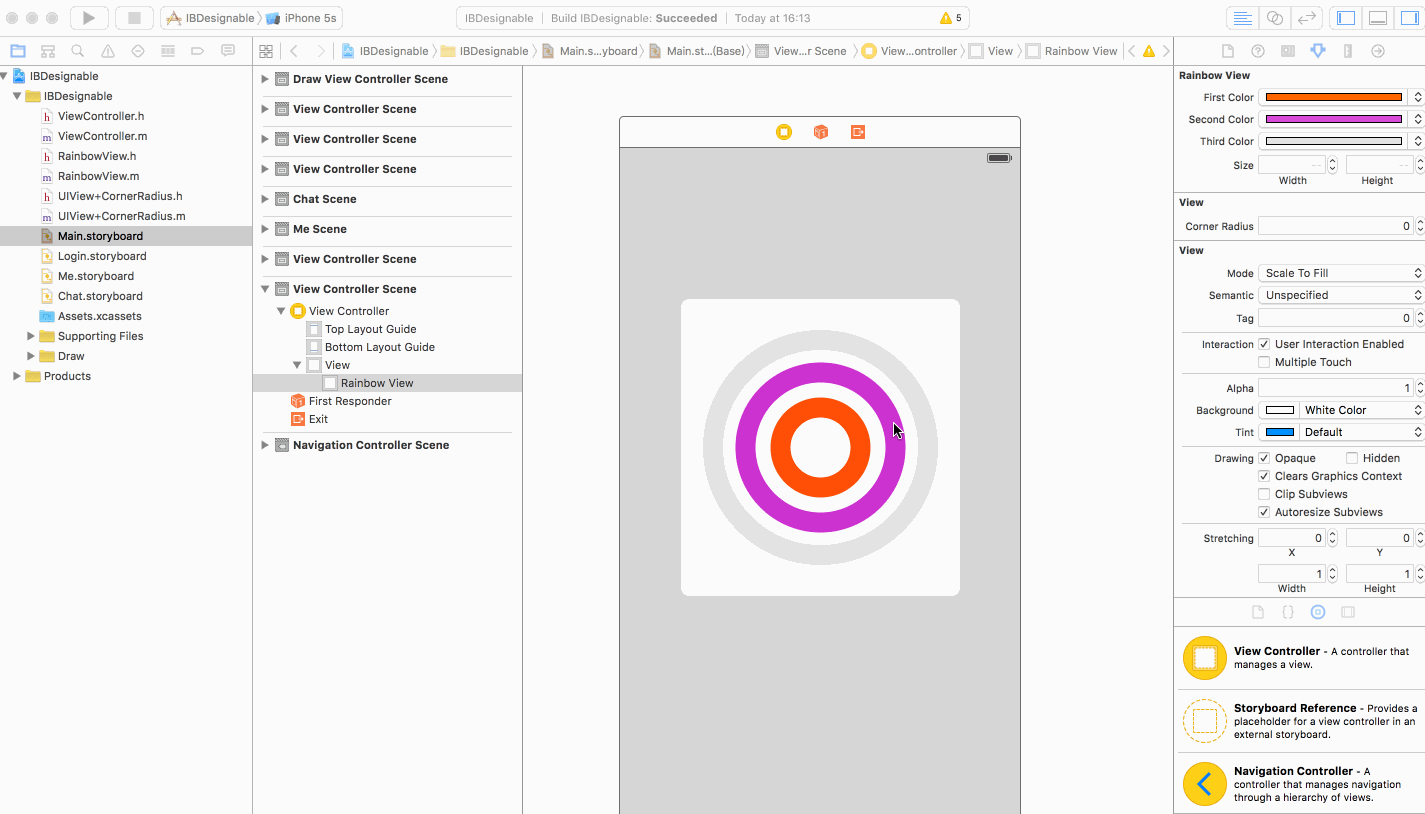 IBDesignable iPhone 5s
IBDesignable | Build IBDesignable: Succeeded | Today at 16:13
5
IBDesignable IBDesignable Main.s...yboard Main.st...(Base) View...r Scene View...ontroller View Rainbow View
IBDesignable
IBDesignable
ViewController.h
ViewController.m
RainbowView.h
RainbowView.m
UIView+CornerRadius.h
UIView+CornerRadius.m
Main.storyboard
Login.storyboard
Me.storyboard
Chat.storyboard
Assets.xcassets
Supporting Files
Draw
Products
Draw View Controller Scene
View Controller Scene
View Controller Scene
View Controller Scene
Chat Scene
Me Scene
View Controller Scene
View Controller Scene
View Controller
Top Layout Guide
Bottom Layout Guide
View
Rainbow View
First Responder
Exit
Navigation Controller Scene
Rainbow View
First Color
Second Color
Third Color
Size -- --
Width Height
View
Corner Radius 0
View
Mode Scale To Fill
Semantic Unspecified
Tag 0
Interaction User Interaction Enabled
Multiple Touch
Alpha 1
Background White Color
Tint Default
Drawing Opaque Hidden
Clears Graphics Context
Clip Subviews
Autoresize Subviews
Stretching 0 0
X Y
1 1
Width Height
View Controller - A controller that
manages a view.
Storyboard Reference - Provides a
placeholder for a view controller in an
external storyboard.
Navigation Controller - A
controller that manages navigation
through a hierarchy of views.